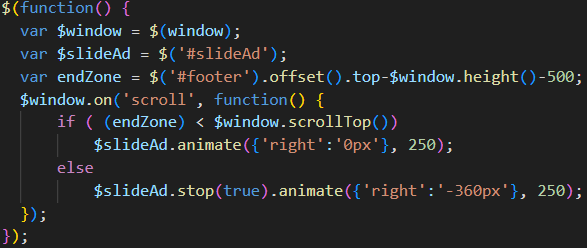 $(function() {
  var $window = $(window);
  var $slideAd = $('#slideAd');
  var endZone = $('#footer').offset().top-$window.height()-500;
  $window.on('scroll', function() {
      if ( (endZone) < $window.scrollTop())
          $slideAd.animate({'right':'0px'}, 250);
      else
          $slideAd.stop(true).animate({'right':'-360px'}, 250);
  });
});